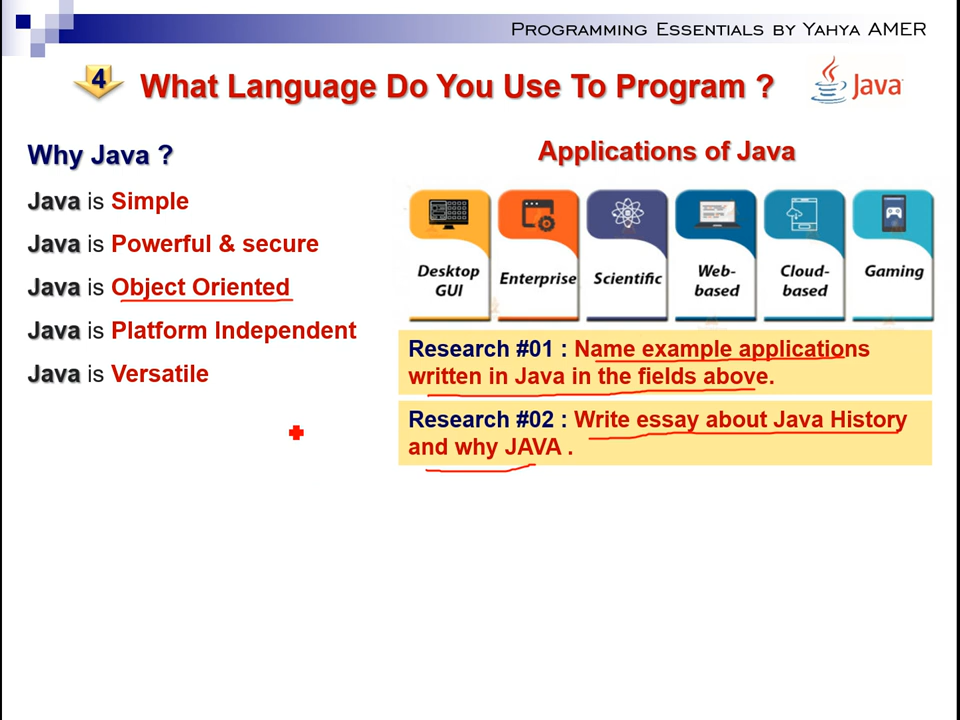 PROGRAMMING ESSENTIALS BY YAHYA AMER
4
What Language Do You Use To Program ?
Java
Why Java ?
Java is Simple
Java is Powerful & secure
Java is Object Oriented
Java is Platform Independent
Java is Versatile
Applications of Java
Desktop
GUI
Enterprise
Scientific
Web-
based
Cloud-
based
Gaming
Research #01 : Name example applications
written in Java in the fields above.
Research #02 : Write essay about Java History
and why JAVA .